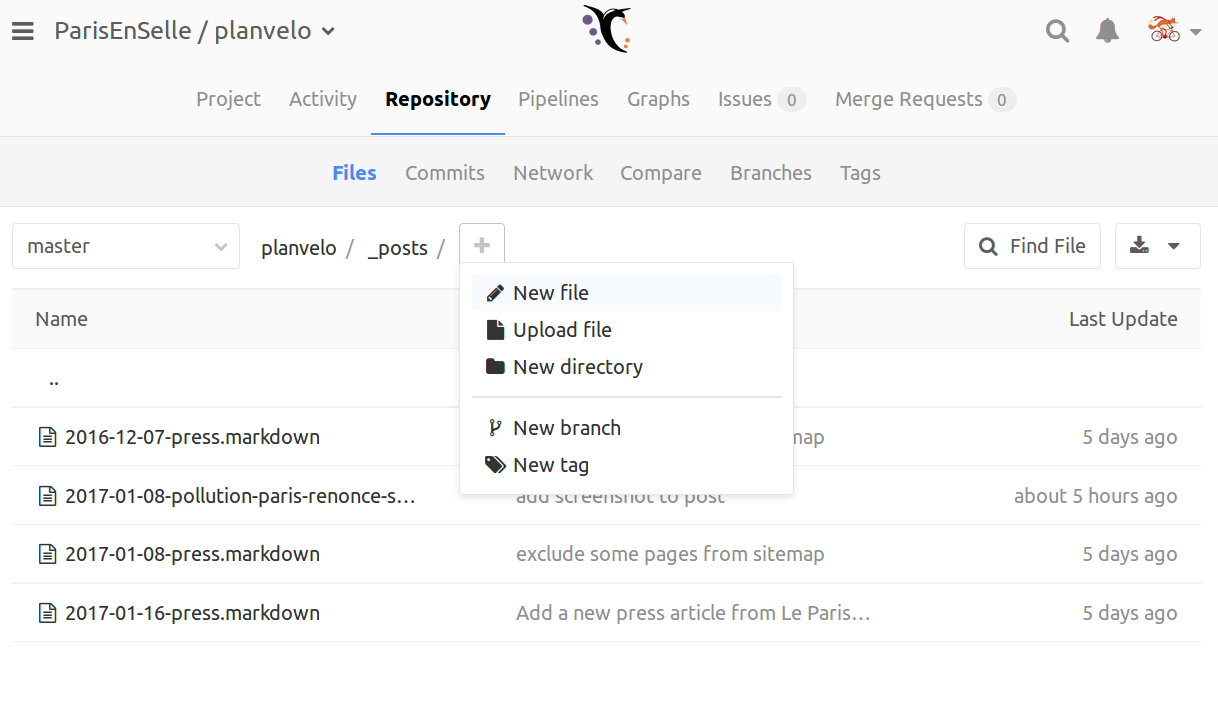 ParisEnSelle / planvelo
Project Activity Repository Pipelines Graphs Issues 0 Merge Requests 0
Files Commits Network Compare Branches Tags
master planvelo / _posts / + Find File
New file
Upload file
New directory
New branch
New tag
Name Last Update
..
2016-12-07-press.markdown 5 days ago
2017-01-08-pollution-paris-renonce-s… add screenshot to post about 5 hours ago
2017-01-08-press.markdown exclude some pages from sitemap 5 days ago
2017-01-16-press.markdown Add a new press article from Le Paris… 5 days ago